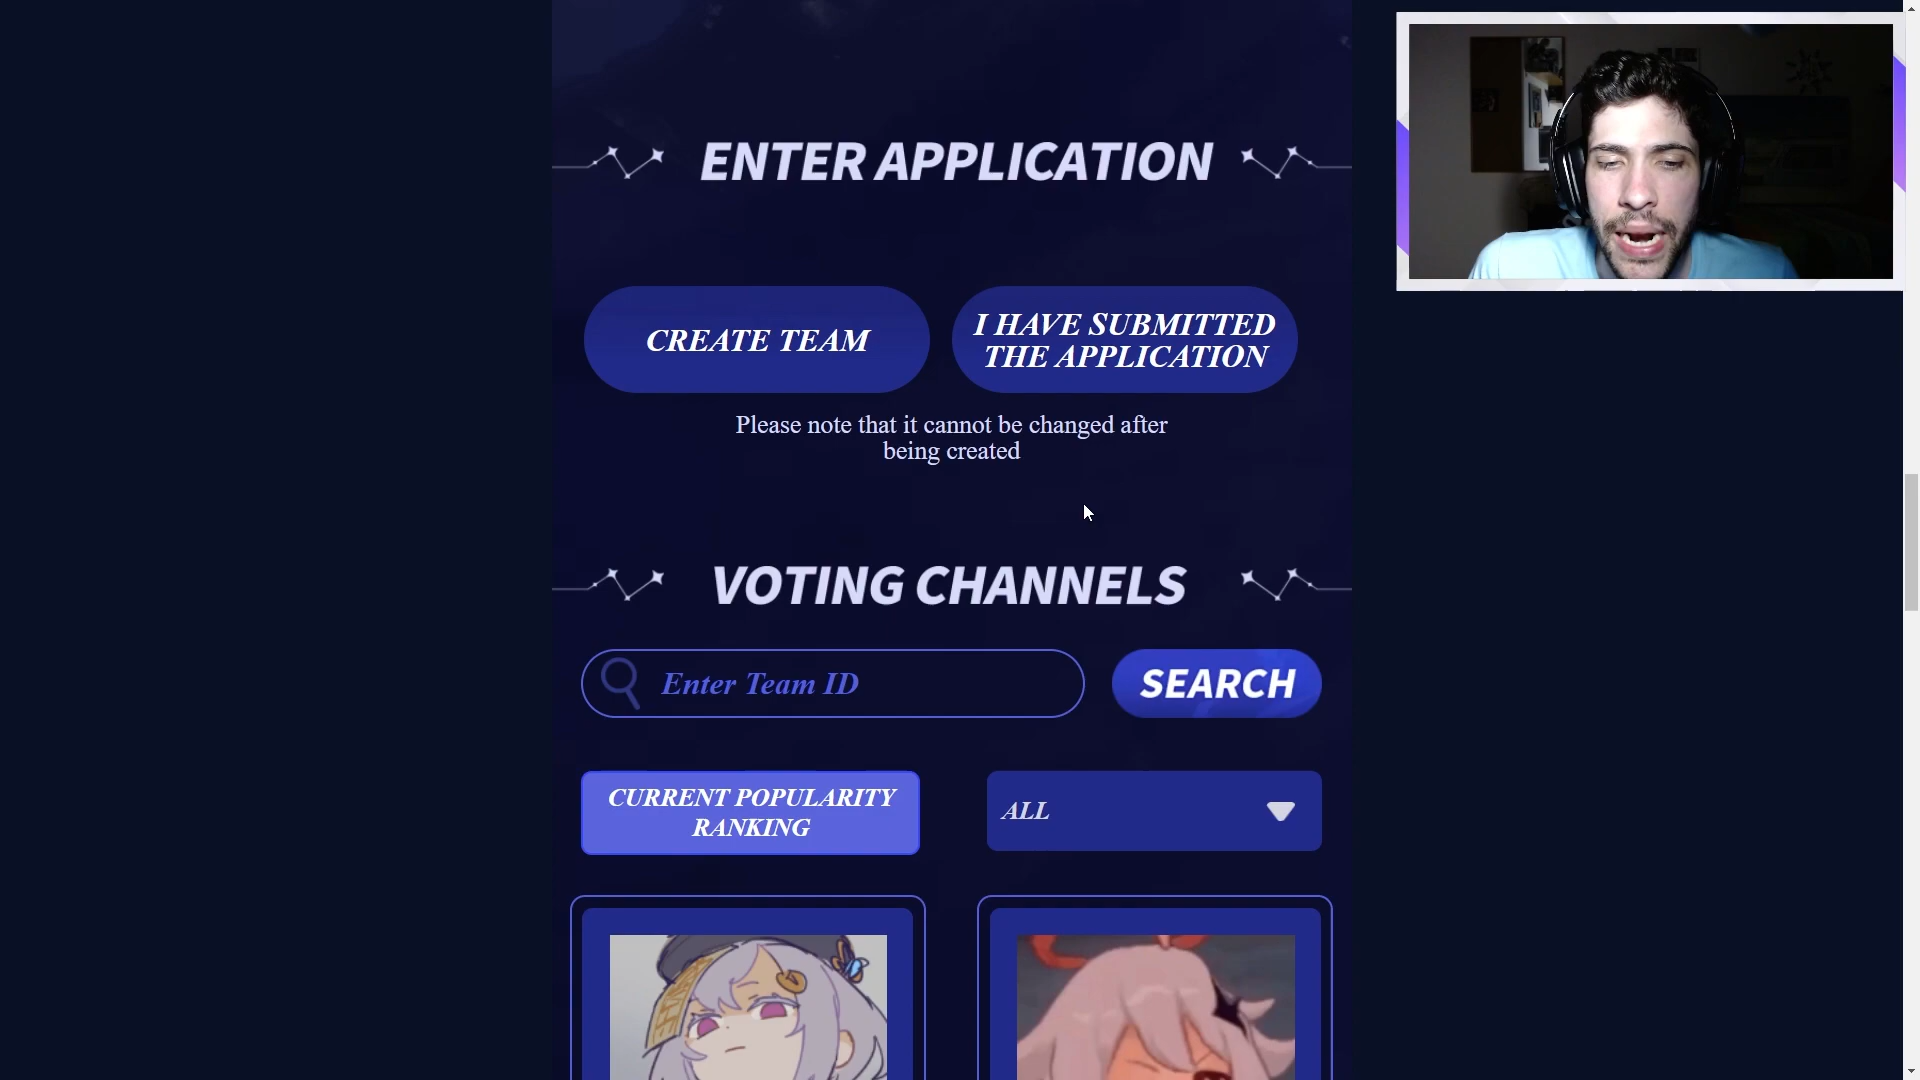 ENTER APPLICATION
CREATE TEAM
I HAVE SUBMITTED
THE APPLICATION
Please note that it cannot be changed after
being created
VOTING CHANNELS
Enter Team ID
SEARCH
CURRENT POPULARITY
RANKING
ALL